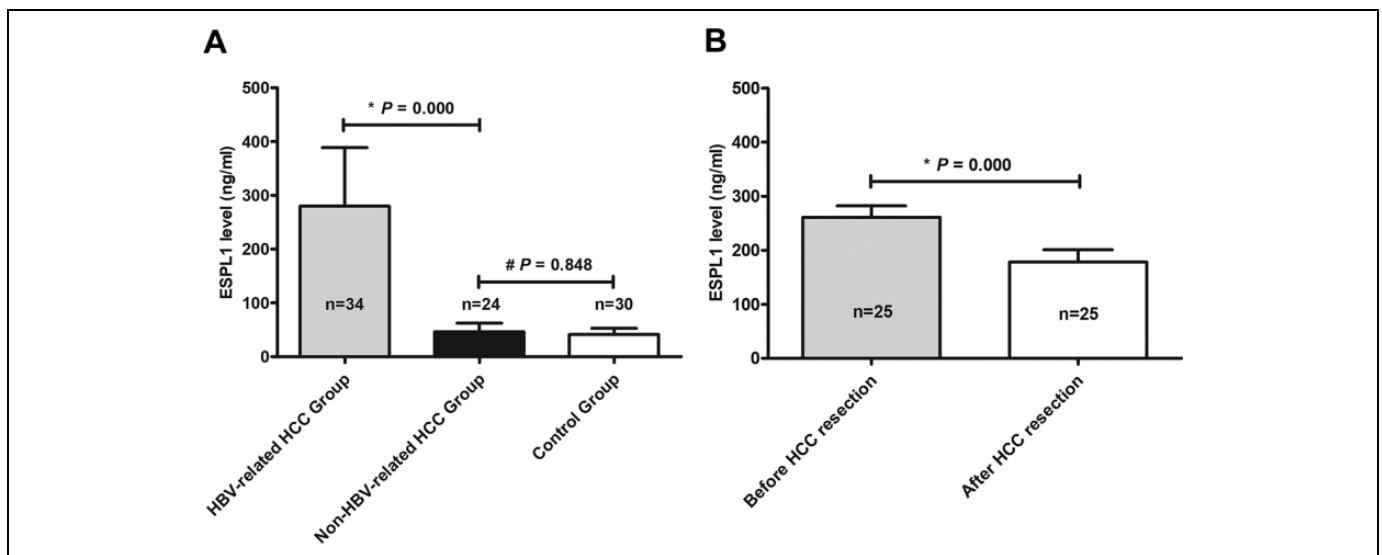 A
ESPL1 level (ng/ml)
500
400
300
200
100
0
* P = 0.000
# P = 0.848
n=34
n=24
n=30
HBV-related HCC Group
Non-HBV-related HCC Group
Control Group
B
ESPL1 level (ng/ml)
500
400
300
200
100
0
* P = 0.000
n=25
n=25
Before HCC resection
After HCC resection